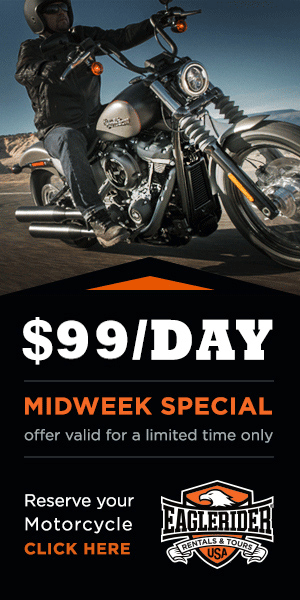 $99/DAY
MIDWEEK SPECIAL
offer valid for a limited time only
Reserve your
Motorcycle
CLICK HERE
EAGLERIDER
RENTALS & TOURS
USA